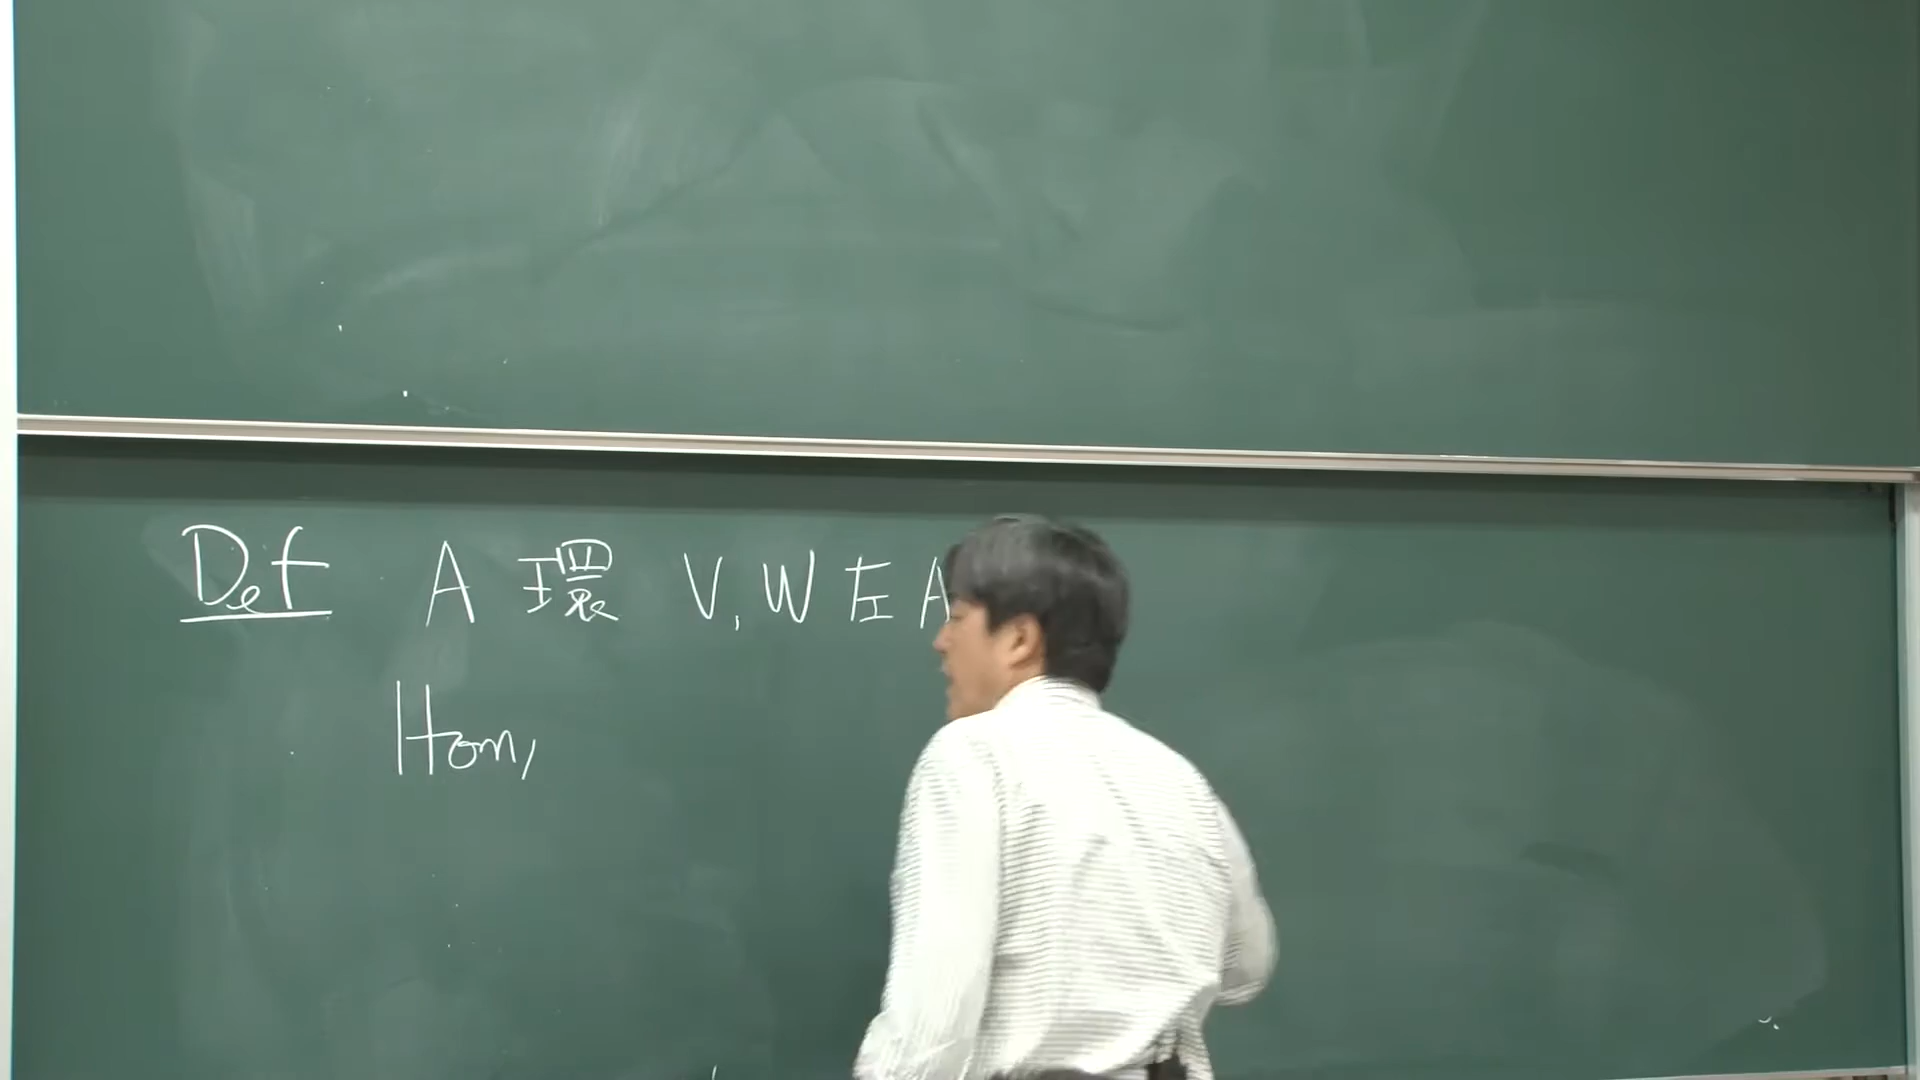 Def A 環 V, W 左 A
Hom